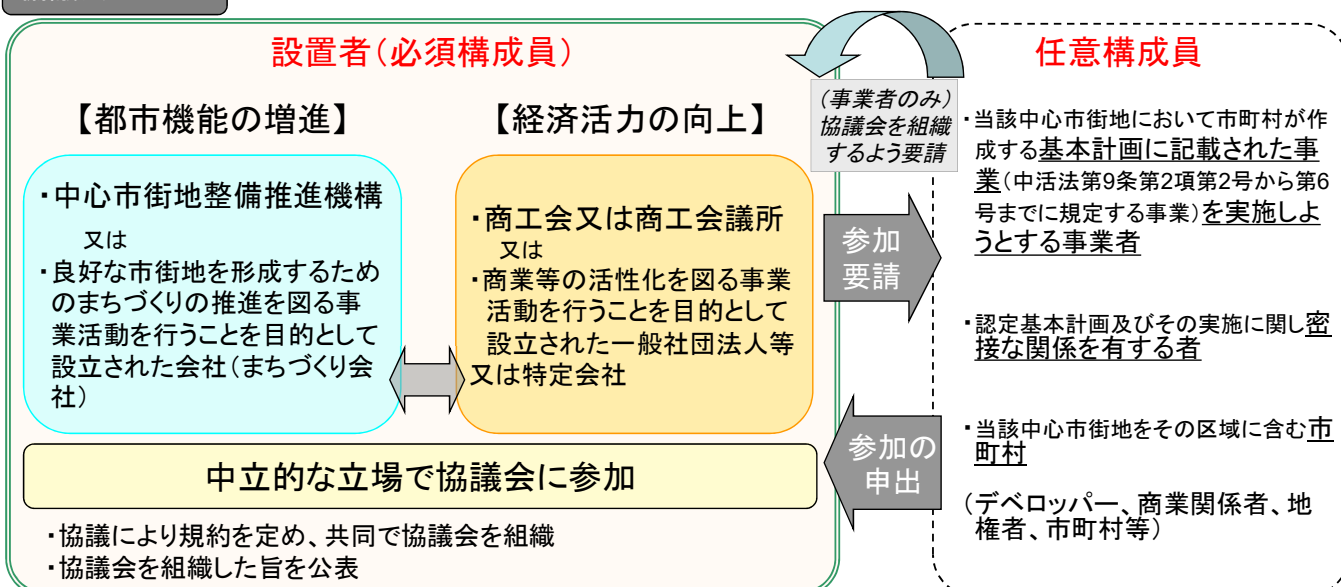 設置者(必須構成員)
【都市機能の増進】
【経済活力の向上】
・中心市街地整備推進機構
又は
・良好な市街地を形成するため
のまちづくりの推進を図る事
業活動を行うことを目的として
設立された会社(まちづくり会
社)
・商工会又は商工会議所
又は
・商業等の活性化を図る事業
活動を行うことを目的として
設立された一般社団法人等
又は特定会社
中立的な立場で協議会に参加
・協議により規約を定め、共同で協議会を組織
・協議会を組織した旨を公表
(事業者のみ)
協議会を組織
するよう要請
参加
要請
参加の
申出
任意構成員
・当該中心市街地において市町村が作
成する基本計画に記載された事
業(中活法第9条第2項第2号から第6
号までに規定する事業)を実施しよ
うとする事業者
・認定基本計画及びその実施に関し密
接な関係を有する者
・当該中心市街地をその区域に含む市
町村
(デベロッパー、商業関係者、地
権者、市町村等)